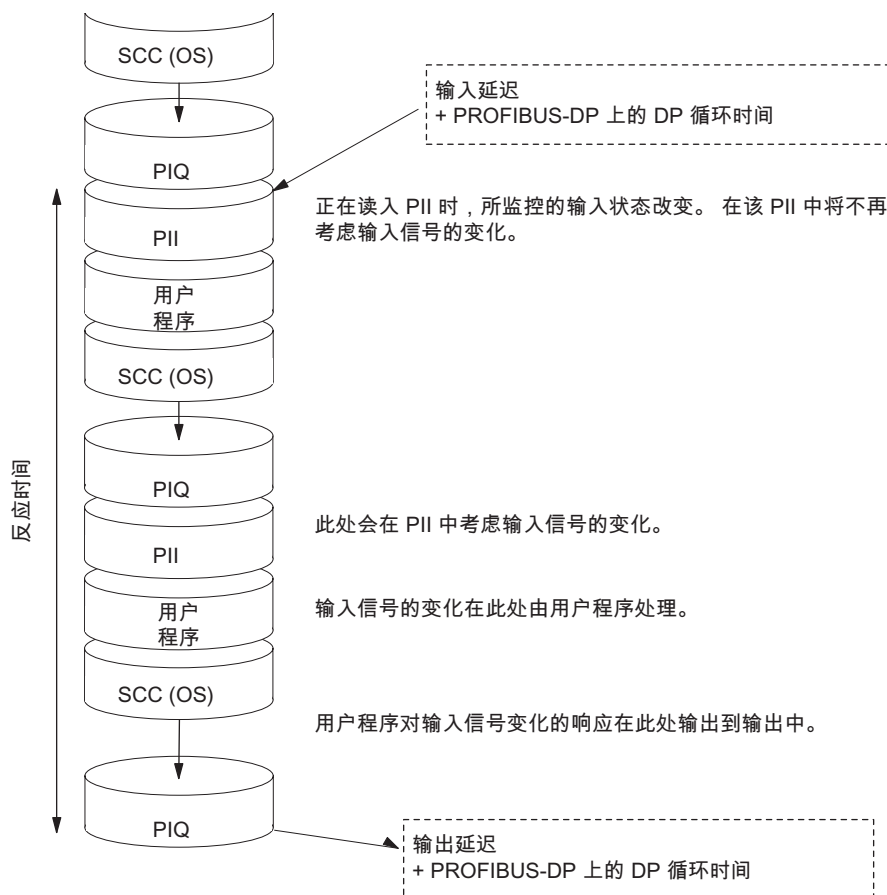 SCC (OS)
输入延迟
+ PROFIBUS-DP 上的 DP 循环时间
PIQ
正在读入 PII 时，所监控的输入状态改变。 在该 PII 中将不再
考虑输入信号的变化。
PII
用户
程序
SCC (OS)
反应时间
PIQ
此处会在 PII 中考虑输入信号的变化。
PII
输入信号的变化在此处由用户程序处理。
用户
程序
SCC (OS)
用户程序对输入信号变化的响应在此处输出到输出中。
PIQ
输出延迟
+ PROFIBUS-DP 上的 DP 循环时间